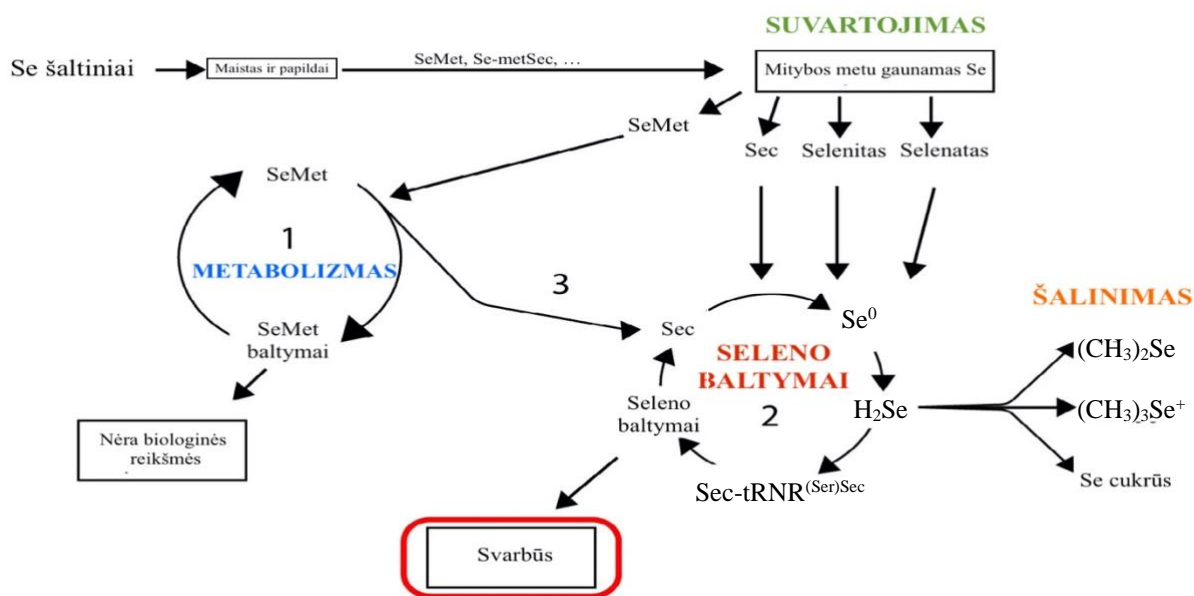 SUVARTOJIMAS
Se šaltiniai
Maistas ir papildai
SeMet, Se-metSec, ...
Mitybos metu gaunamas Se
SeMet
Sec
Selenitas
Selenatas
SeMet
1
METABOLIZMAS
3
SeMet
baltymai
Nėra biologinės
reikšmės
Sec
Se⁰
SELENO
BALTYMAI
2
Seleno
baltymai
H₂Se
Sec-tRNR⁽ˢᵉʳ⁾ˢᵉᶜ
Svarbūs
ŠALINIMAS
(CH₃)₂Se
(CH₃)₃Se⁺
Se cukrūs